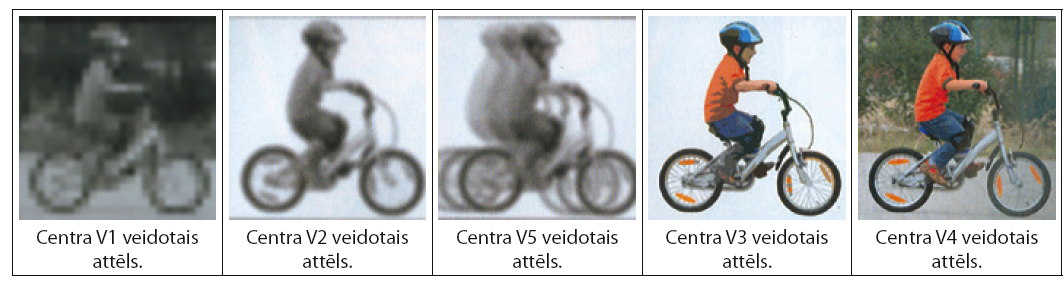 Centra V1 veidotais
attēls.
Centra V2 veidotais
attēls.
Centra V5 veidotais
attēls.
Centra V3 veidotais
attēls.
Centra V4 veidotais
attēls.